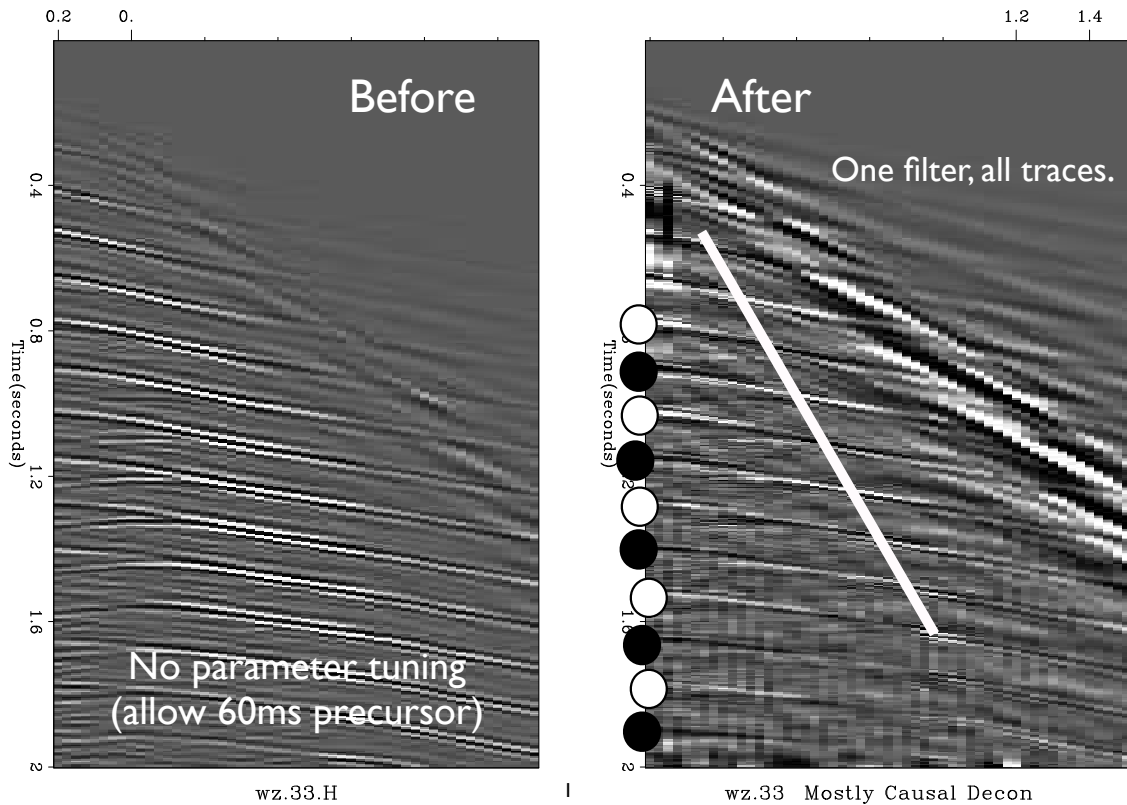 0.2 0.
Before
0.4
0.8
Time(seconds)
1.2
1.6
2
No parameter tuning
(allow 60ms precursor)
wz.33.H
1.2 1.4
After
One filter, all traces.
0.4
Time(seconds)
2
wz.33 Mostly Causal Decon